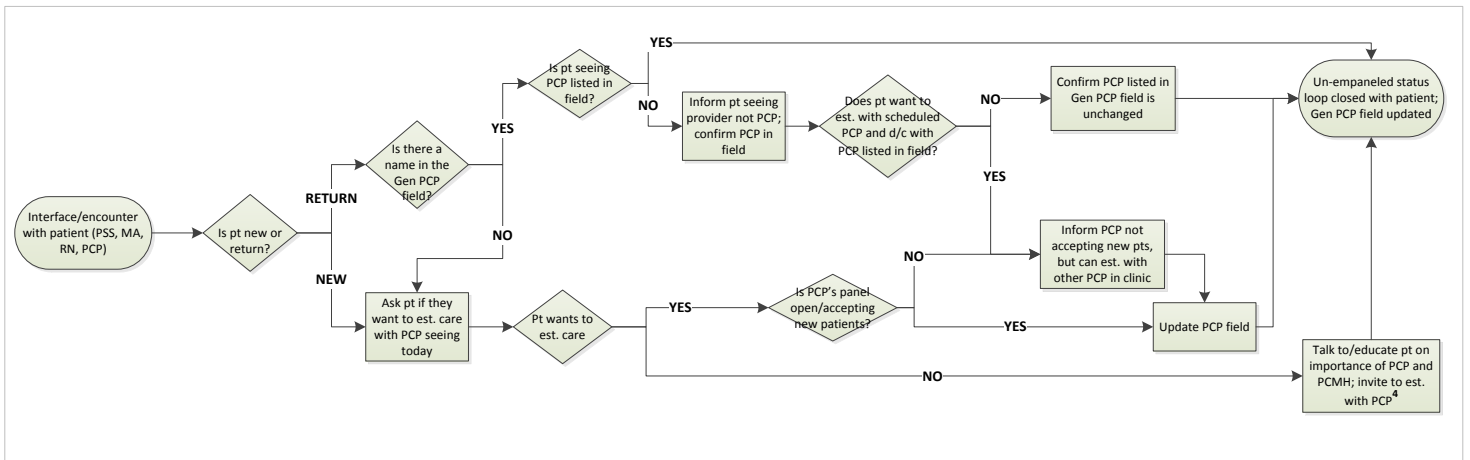 Interface/encounter
with patient (PSS, MA,
RN, PCP)
Is pt new or
return?
RETURN
NEW
Is there a
name in the
Gen PCP
field?
YES
NO
Ask pt if they
want to est. care
with PCP seeing
today
Is pt seeing
PCP listed in
field?
YES
NO
Inform pt seeing
provider not PCP;
confirm PCP in
field
Does pt want to
est. with scheduled
PCP and d/c with
PCP listed in field?
NO
YES
Confirm PCP listed in
Gen PCP field is
unchanged
Un-empaneled status
loop closed with patient;
Gen PCP field updated
Pt wants to
est. care
YES
NO
Is PCP’s panel
open/accepting
new patients?
NO
YES
Inform PCP not
accepting new pts,
but can est. with
other PCP in clinic
Update PCP field
Talk to/educate pt on
importance of PCP and
PCMH; invite to est.
with PCP⁴